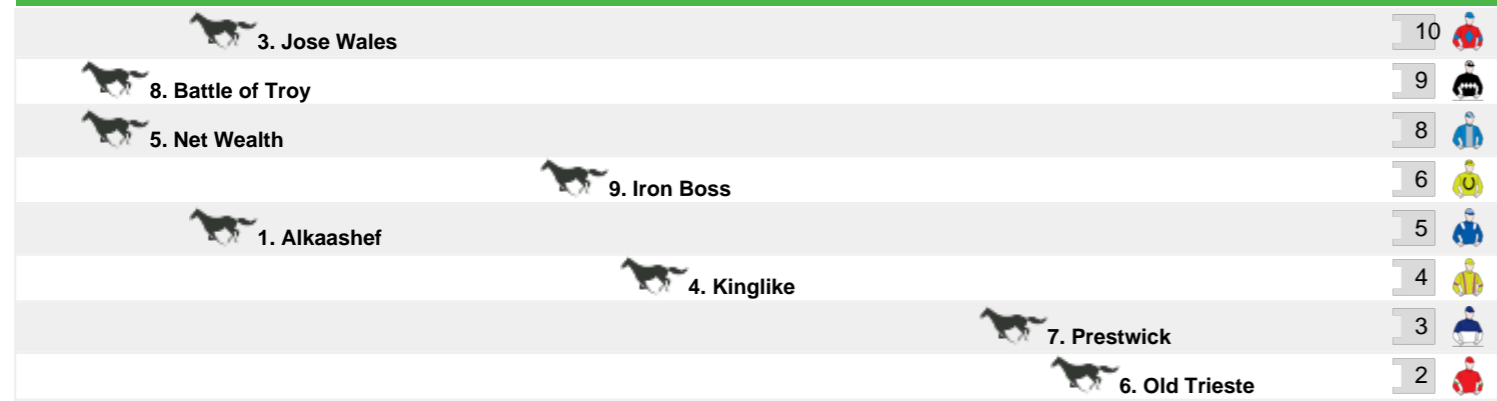 3. Jose Wales 10
8. Battle of Troy 9
5. Net Wealth 8
9. Iron Boss 6
1. Alkaashef 5
4. Kinglike 4
7. Prestwick 3
6. Old Trieste 2